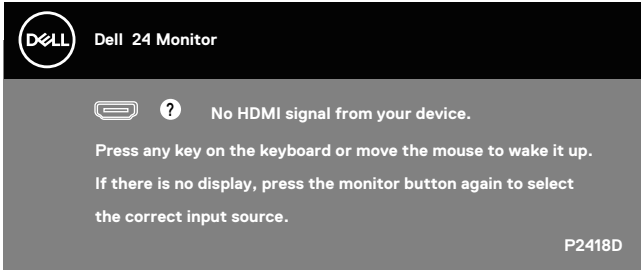 DELL Dell 24 Monitor
? No HDMI signal from your device.
Press any key on the keyboard or move the mouse to wake it up.
If there is no display, press the monitor button again to select
the correct input source.
P2418D